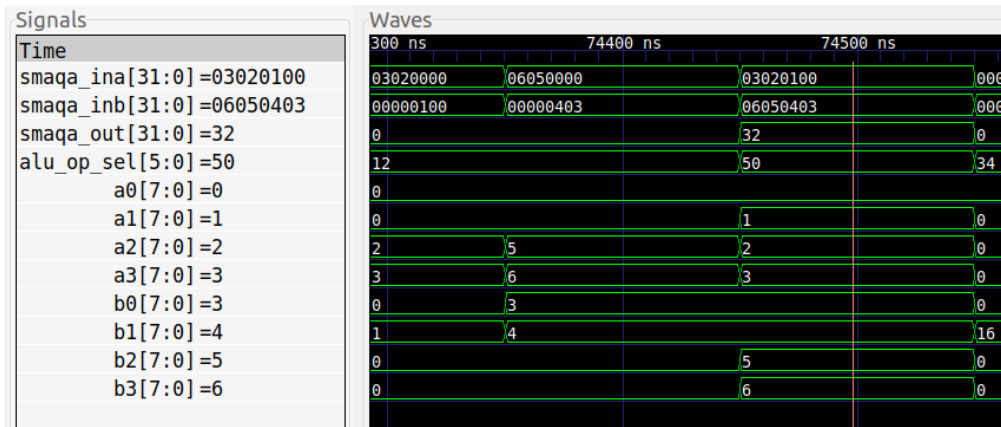 Signals Waves
Time 300 ns 74400 ns 74500 ns
smaqa_ina[31:0]=03020100 03020000 06050000 03020100 000
smaqa_inb[31:0]=06050403 00000100 00000403 06050403 000
smaqa_out[31:0]=32 0 32 0
alu_op_sel[5:0]=50 12 50 34
a0[7:0]=0 0
a1[7:0]=1 0 1 0
a2[7:0]=2 2 5 2 0
a3[7:0]=3 3 6 3 0
b0[7:0]=3 0 3 0
b1[7:0]=4 1 4 16
b2[7:0]=5 0 5 0
b3[7:0]=6 0 6 0